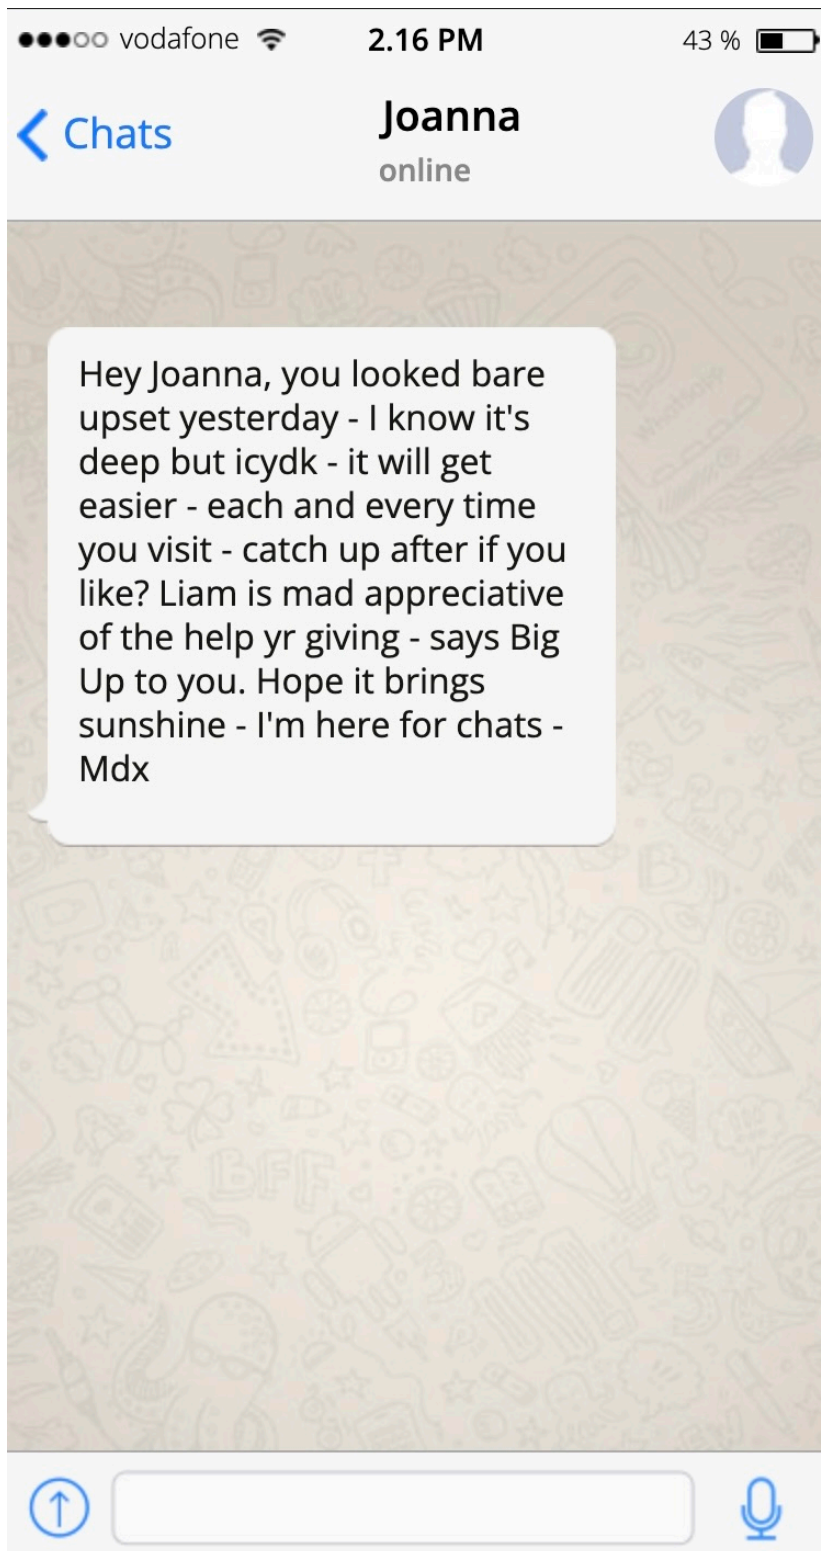 vodafone 2.16 PM 43 %
Chats Joanna
online
Hey Joanna, you looked bare
upset yesterday - I know it's
deep but icydk - it will get
easier - each and every time
you visit - catch up after if you
like? Liam is mad appreciative
of the help yr giving - says Big
Up to you. Hope it brings
sunshine - I'm here for chats -
Mdx
Whatsapp
BFF